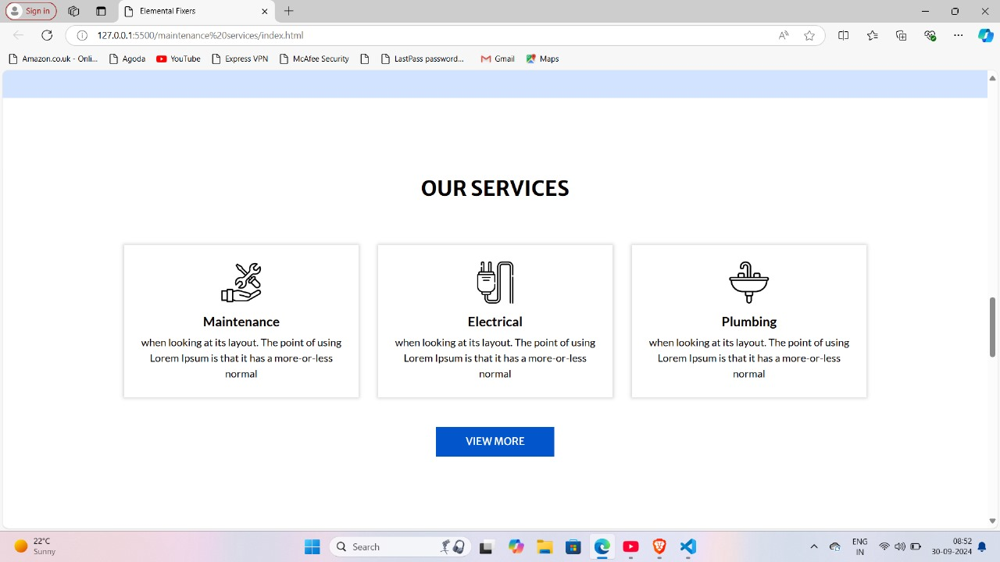 Sign in
Elemental Fixers
127.0.0.1:5500/maintenance%20services/index.html
Amazon.co.uk - Onli...
Agoda
YouTube
Express VPN
McAfee Security
LastPass password...
Gmail
Maps
OUR SERVICES
Maintenance
when looking at its layout. The point of using
Lorem Ipsum is that it has a more-or-less
normal
Electrical
when looking at its layout. The point of using
Lorem Ipsum is that it has a more-or-less
normal
Plumbing
when looking at its layout. The point of using
Lorem Ipsum is that it has a more-or-less
normal
VIEW MORE
22°C
Sunny
Search
ENG
IN
08:52
30-09-2024